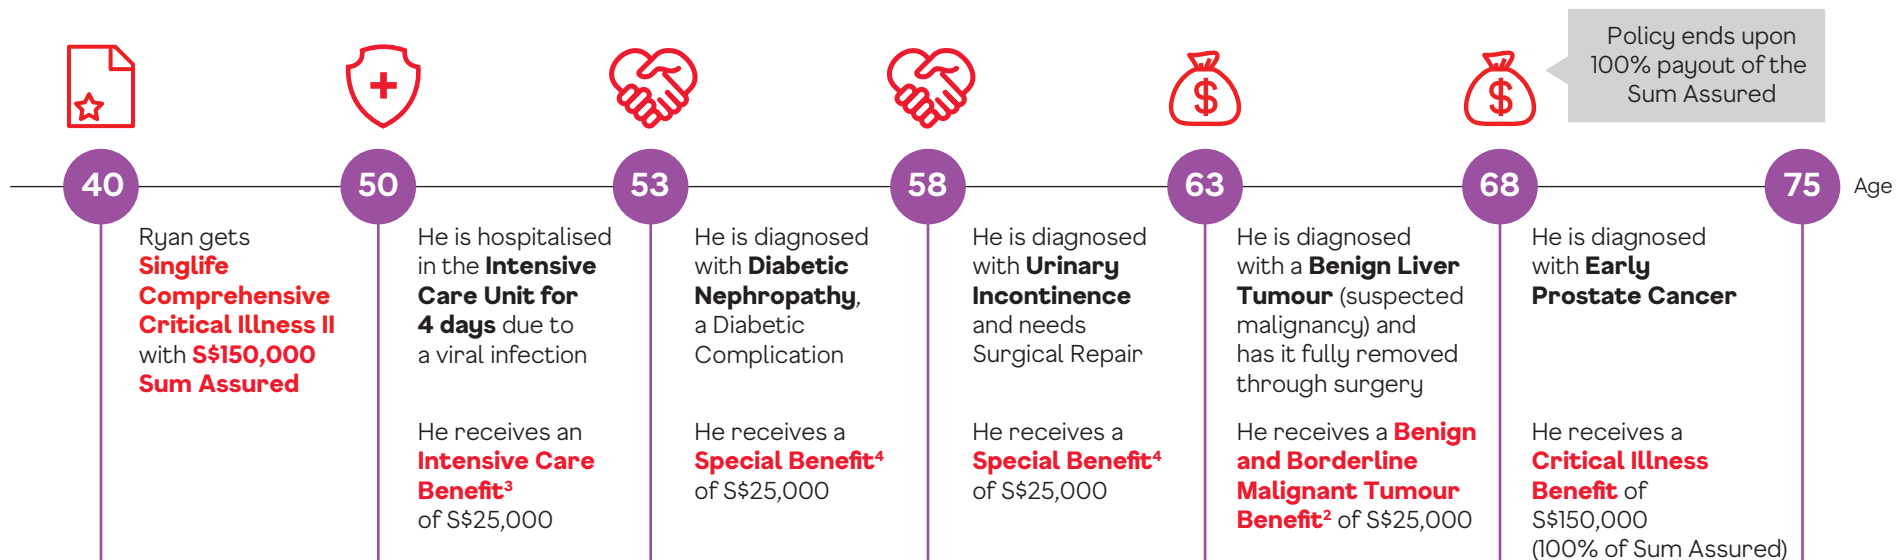 Policy ends upon
100% payout of the
Sum Assured
$
$
40
50
53
58
63
68
75
Age
Ryan gets
Singlife
Comprehensive
Critical Illness II
with S$150,000
Sum Assured
He is hospitalised
in the Intensive
Care Unit for
4 days due to
a viral infection
He receives an
Intensive Care
Benefit³
of S$25,000
He is diagnosed
with Diabetic
Nephropathy,
a Diabetic
Complication
He receives a
Special Benefit⁴
of S$25,000
He is diagnosed
with Urinary
Incontinence
and needs
Surgical Repair
He receives a
Special Benefit⁴
of S$25,000
He is diagnosed
with a Benign Liver
Tumour (suspected
malignancy) and
has it fully removed
through surgery
He receives a Benign
and Borderline
Malignant Tumour
Benefit² of S$25,000
He is diagnosed
with Early
Prostate Cancer
He receives a
Critical Illness
Benefit of
S$150,000
(100% of Sum Assured)